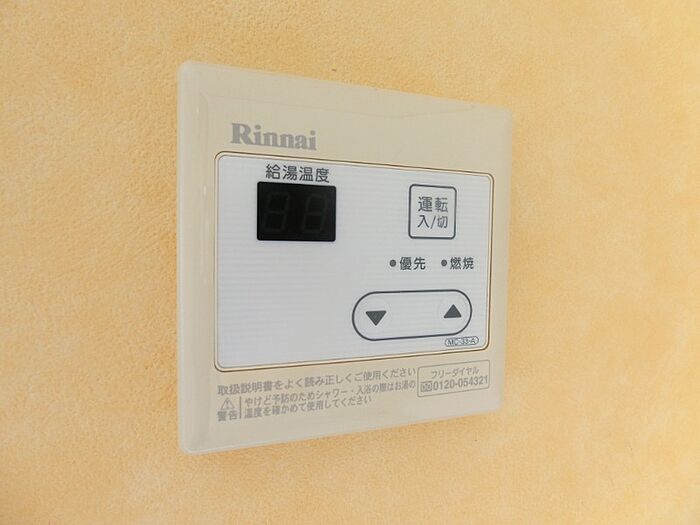 Rinnai
給湯温度
運転
入/切
優先
燃焼
▼ ▲
MC-33-A
取扱説明書をよく読み正しくご使用ください
警告
やけど予防のためシャワー・入浴の際はお湯の
温度を確かめて使用してください
フリーダイヤル
0120-054321